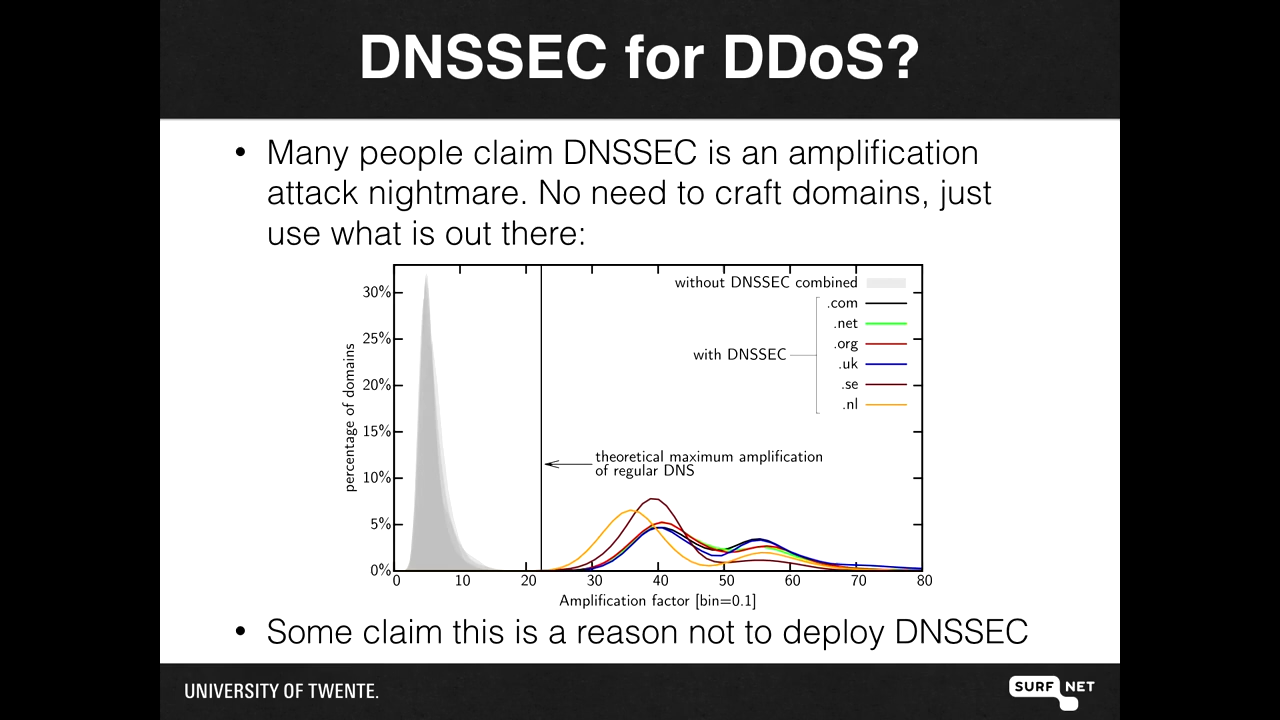 DNSSEC for DDoS?
• Many people claim DNSSEC is an amplification
attack nightmare. No need to craft domains, just
use what is out there:
without DNSSEC combined
.com
.net
.org
with DNSSEC
.uk
.se
.nl
30%
25%
20%
15%
10%
5%
0%
percentage of domains
theoretical maximum amplification
of regular DNS
0 10 20 30 40 50 60 70 80
Amplification factor [bin=0.1]
• Some claim this is a reason not to deploy DNSSEC
UNIVERSITY OF TWENTE.
SURF NET